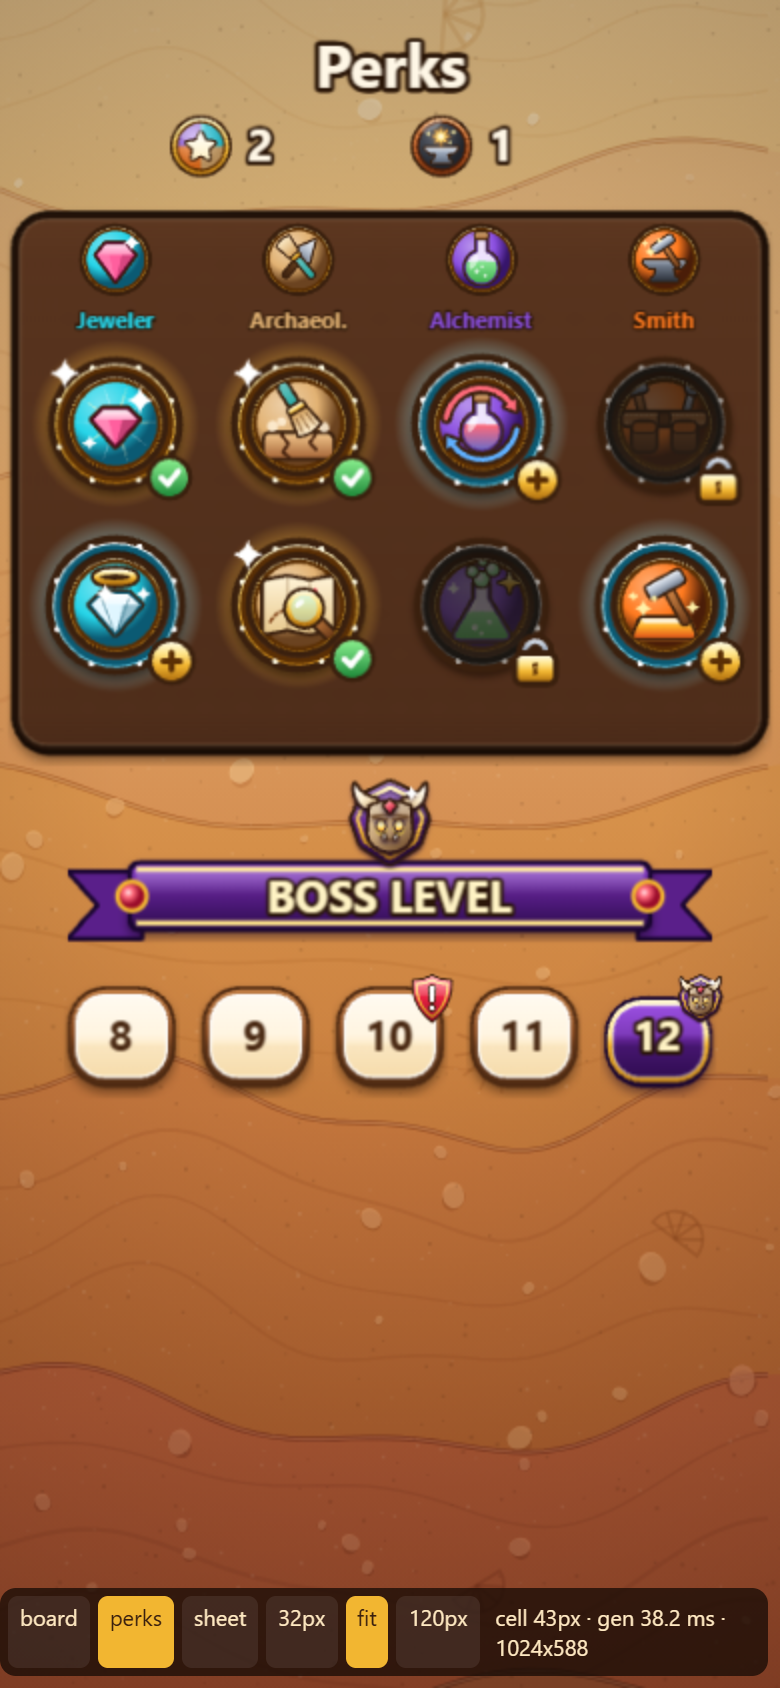 Perks
2 1
Jeweler Archaeol. Alchemist Smith
BOSS LEVEL
8 9 10 11 12
board perks sheet 32px fit 120px cell 43px · gen 38.2 ms ·
1024x588